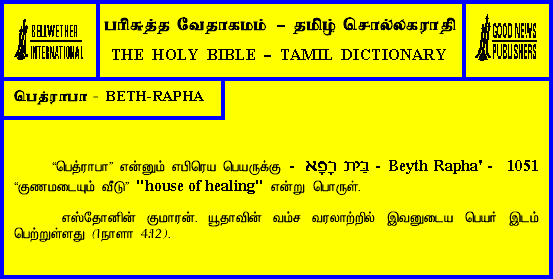 BELLWETHER
INTERNATIONAL
பரிசுத்த வேதாகமம் – தமிழ் சொல்லகராதி
THE HOLY BIBLE – TAMIL DICTIONARY
GOOD NEWS
PUBLISHERS
பெத்ராபா - BETH-RAPHA
“பெத்ராபா” என்னும் எபிரெய பெயருக்கு - בֵּית רָפָא - Beyth Rapha' - 1051
“குணமடையும் வீடு” "house of healing" என்று பொருள்.
எஸ்தோனின் குமாரன். யூதாவின் வம்ச வரலாற்றில் இவனுடைய பெயர் இடம்
பெற்றுள்ளது (1நாளா 4:12).